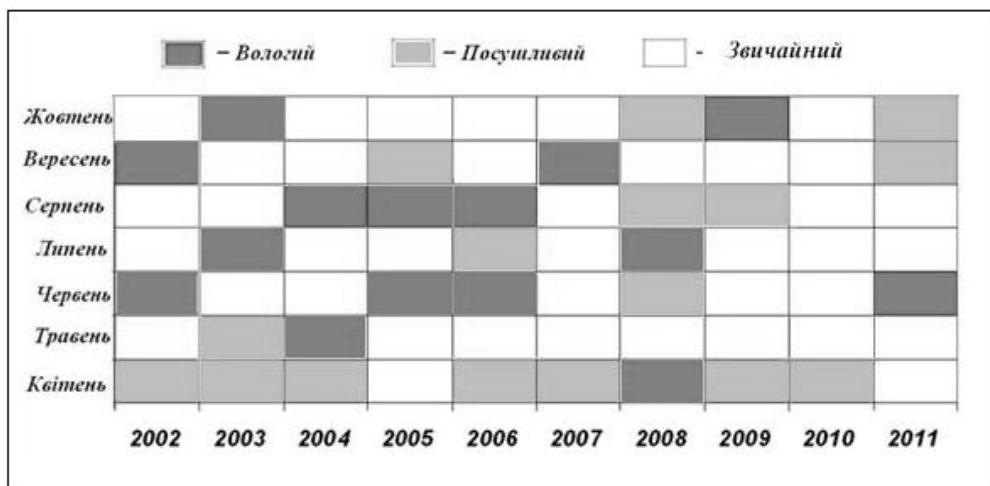 – Вологий – Посушливий - Звичайний
Жовтень
Вересень
Серпень
Липень
Червень
Травень
Квітень
2002 2003 2004 2005 2006 2007 2008 2009 2010 2011